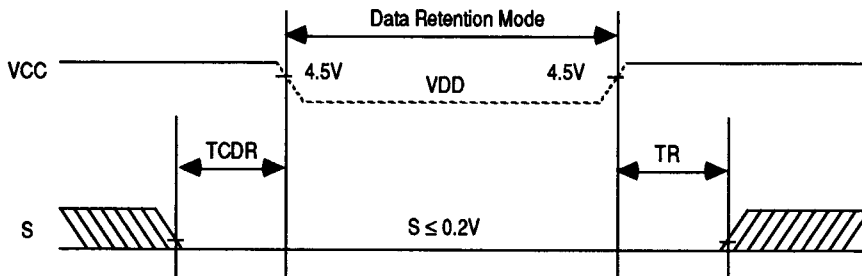 Data Retention Mode
VCC
4.5V
VDD
4.5V
TCDR
TR
S
S ≤ 0.2V